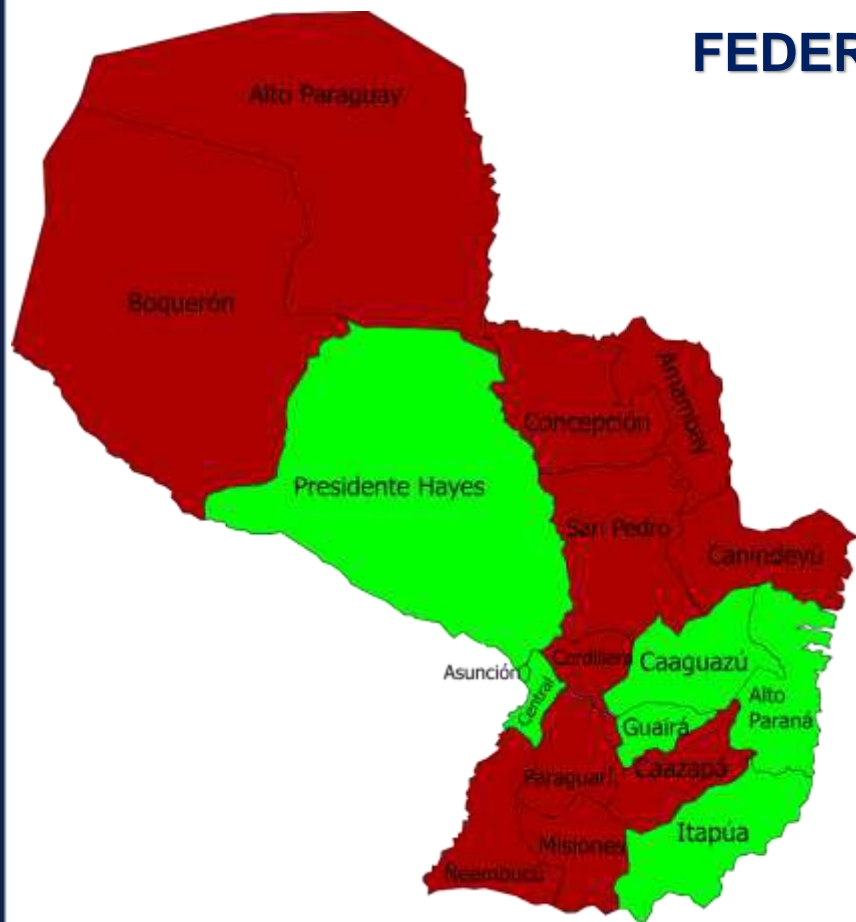 FEDER
Alto Paraguay
Boquerón
Amambay
Concepción
Presidente Hayes
San Pedro
Canindeyú
Asunción
Cordillera
Caaguazú
Central
Alto
Paraná
Guairá
Paraguarí
Caazapá
Itapúa
Misiones
Ñeembucú